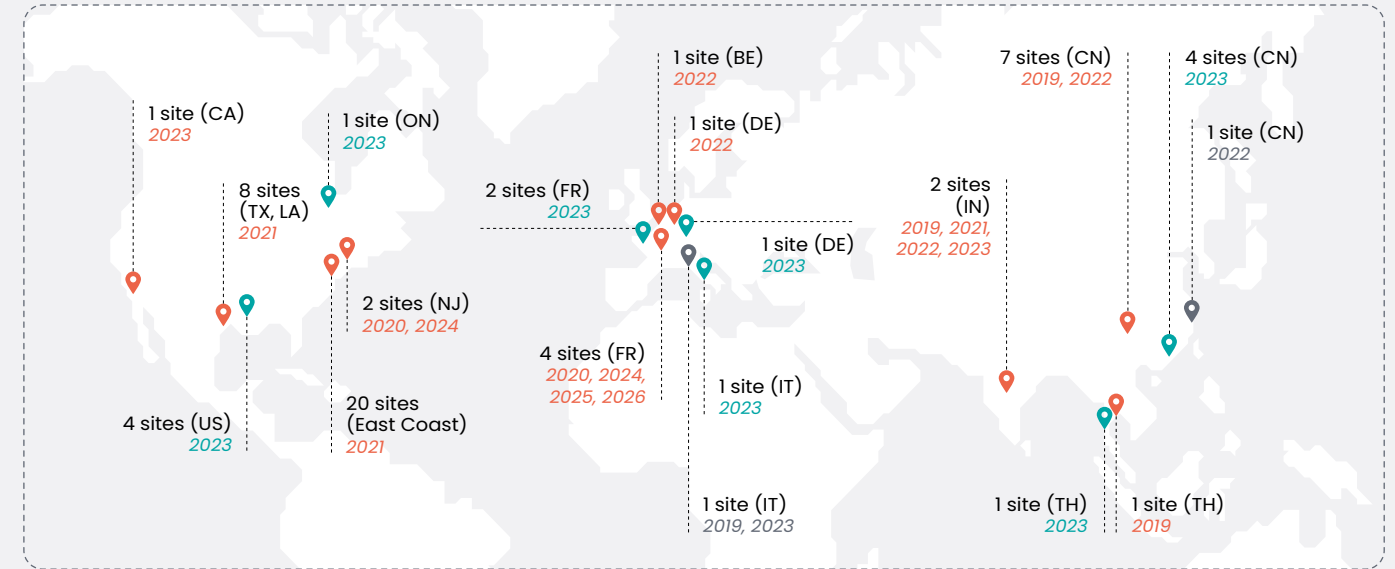 1 site (CA)
2023
1 site (ON)
2023
8 sites
(TX, LA)
2021
2 sites (NJ)
2020, 2024
20 sites
(East Coast)
2021
4 sites (US)
2023
1 site (BE)
2022
1 site (DE)
2022
2 sites (FR)
2023
1 site (DE)
2023
4 sites (FR)
2020, 2024,
2025, 2026
1 site (IT)
2023
1 site (IT)
2019, 2023
7 sites (CN)
2019, 2022
4 sites (CN)
2023
1 site (CN)
2022
2 sites
(IN)
2019, 2021,
2022, 2023
1 site (TH)
2023
1 site (TH)
2019